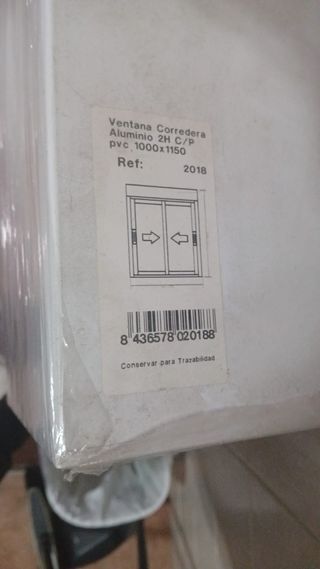 Ventana Corredera
Aluminio 2H C/P
pvc 1000x1150
Ref: 2018
8 436578 020188
Conservar para Trazabilidad